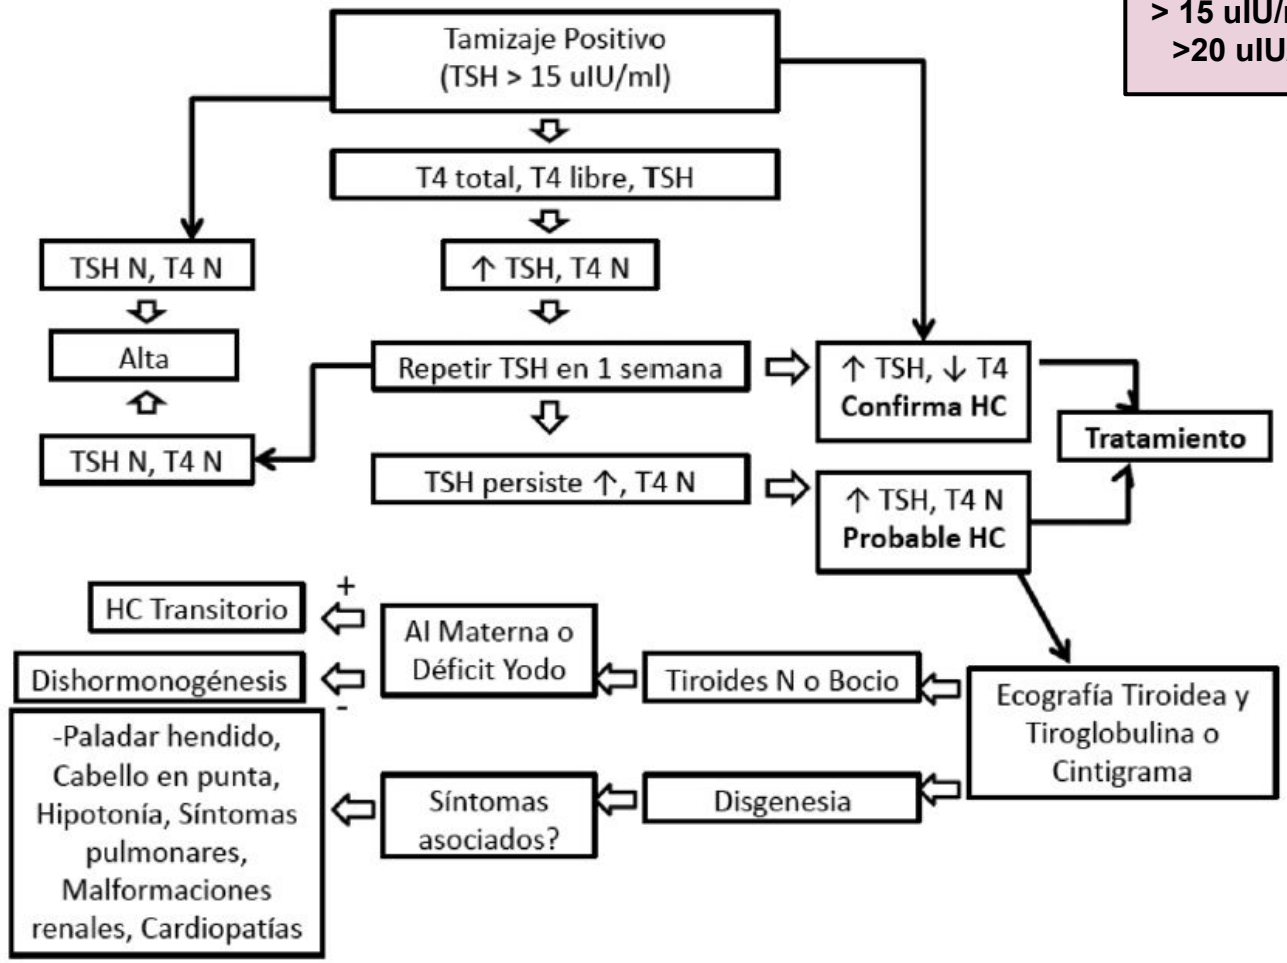 > 15 uIU/
>20 uIU
Tamizaje Positivo
(TSH > 15 uIU/ml)
T4 total, T4 libre, TSH
TSH N, T4 N
↑ TSH, T4 N
Alta
Repetir TSH en 1 semana
↑ TSH, ↓ T4
Confirma HC
Tratamiento
TSH N, T4 N
TSH persiste ↑, T4 N
↑ TSH, T4 N
Probable HC
HC Transitorio
+
AI Materna o
Déficit Yodo
Dishormonogénesis
-
Tiroides N o Bocio
Ecografía Tiroidea y
Tiroglobulina o
Cintigrama
-Paladar hendido,
Cabello en punta,
Hipotonía, Síntomas
pulmonares,
Malformaciones
renales, Cardiopatías
Síntomas
asociados?
Disgenesia